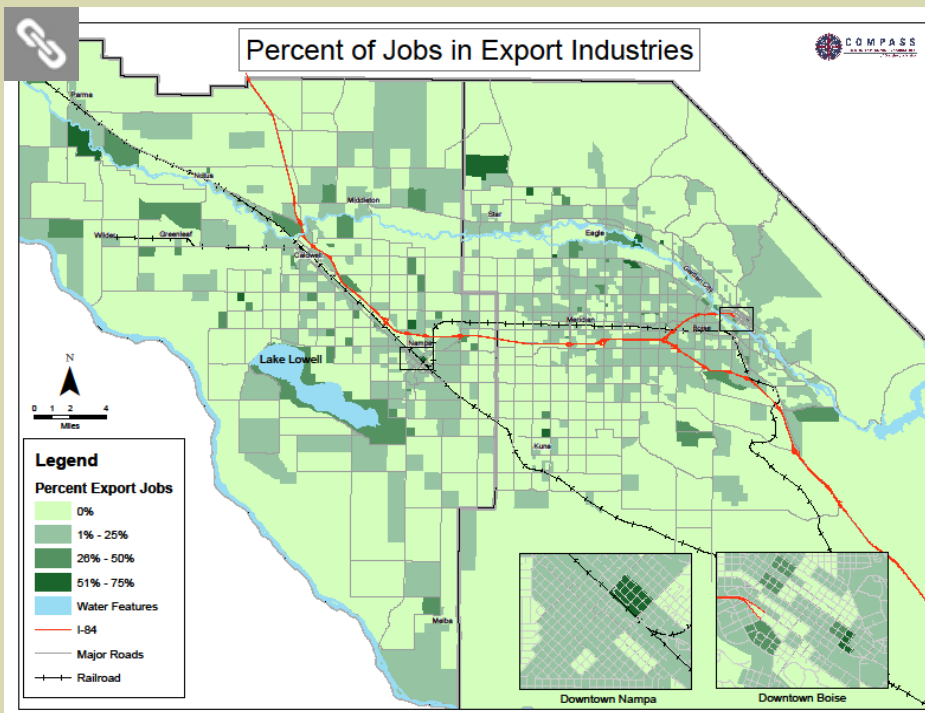 Percent of Jobs in Export Industries
COMPASS
Parma
Notus
Middleton
Star
Eagle
Wilder
Greenleaf
Caldwell
Garden City
Meridian
Boise
Nampa
Lake Lowell
N
0 1 2 4
Miles
Kuna
Melba
Legend
Percent Export Jobs
0%
1% - 25%
26% - 50%
51% - 75%
Water Features
I-84
Major Roads
Railroad
Downtown Nampa
Downtown Boise